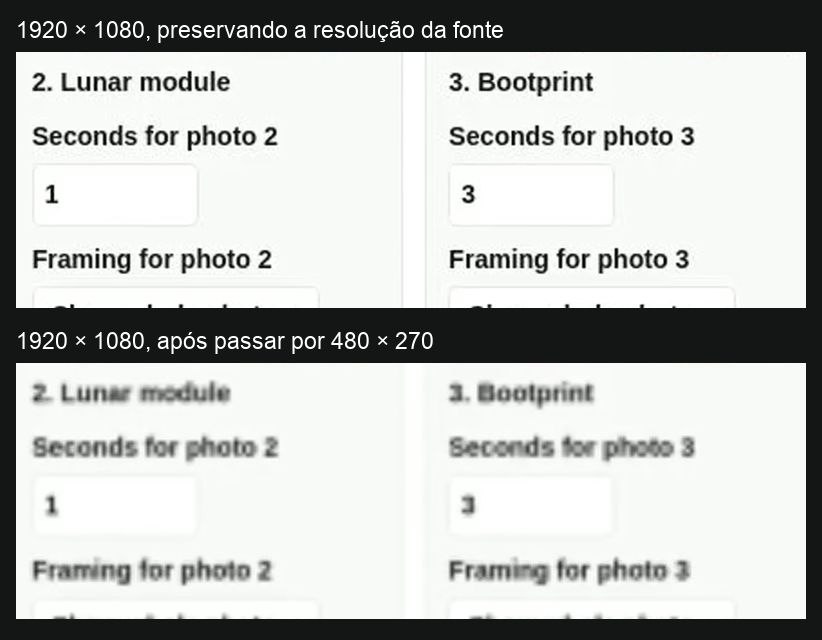 1920 × 1080, preservando a resolução da fonte
2. Lunar module
3. Bootprint
Seconds for photo 2
Seconds for photo 3
1
3
Framing for photo 2
Framing for photo 3
1920 × 1080, após passar por 480 × 270
2. Lunar module
3. Bootprint
Seconds for photo 2
Seconds for photo 3
1
3
Framing for photo 2
Framing for photo 3